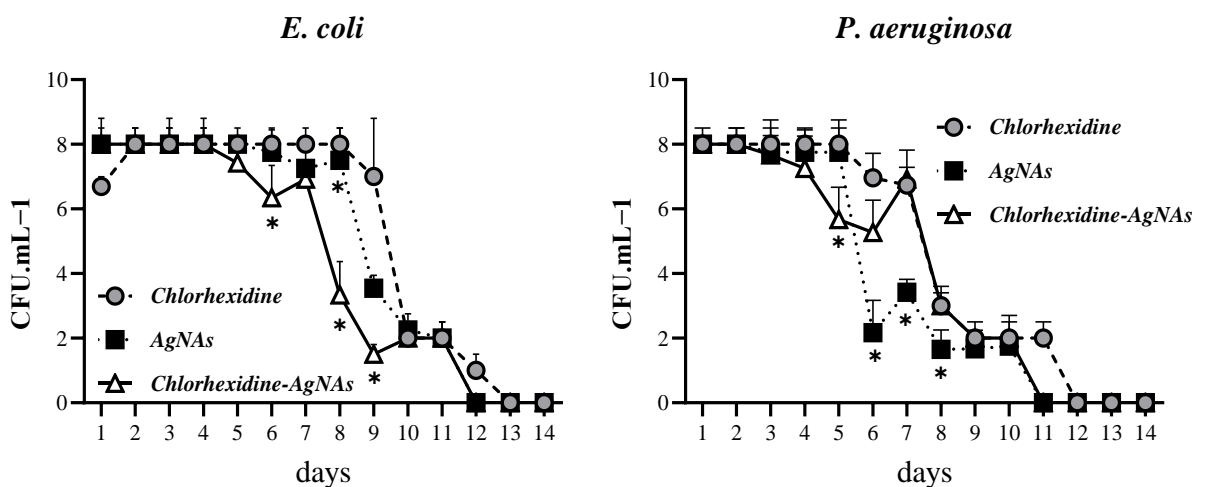 E. coli
CFU.mL−1
10
8
6
4
2
0
Chlorhexidine
AgNAs
Chlorhexidine-AgNAs
*
*
*
*
1 2 3 4 5 6 7 8 9 10 11 12 13 14
days
P. aeruginosa
CFU.mL−1
10
8
6
4
2
0
Chlorhexidine
AgNAs
Chlorhexidine-AgNAs
*
*
*
*
1 2 3 4 5 6 7 8 9 10 11 12 13 14
days